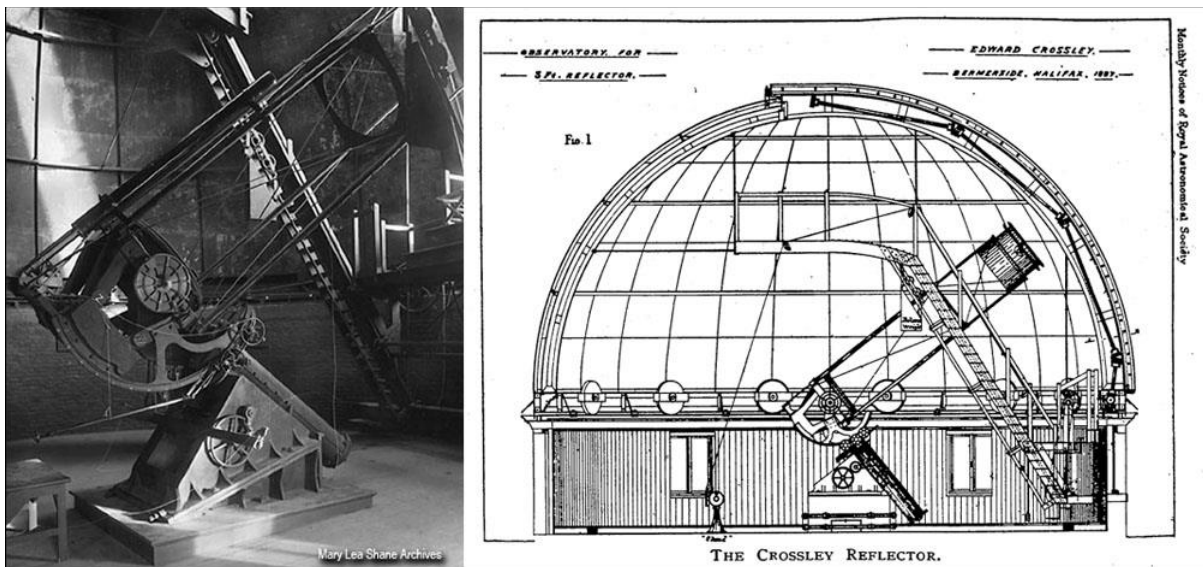 Mary Lea Shane Archives
OBSERVATORY FOR
3 FT. REFLECTOR.
EDWARD CROSSLEY.
BERMERSIDE, HALIFAX, 1887.
Monthly Notices of Royal Astronomical Society
FIG. 1
THE CROSSLEY REFLECTOR.